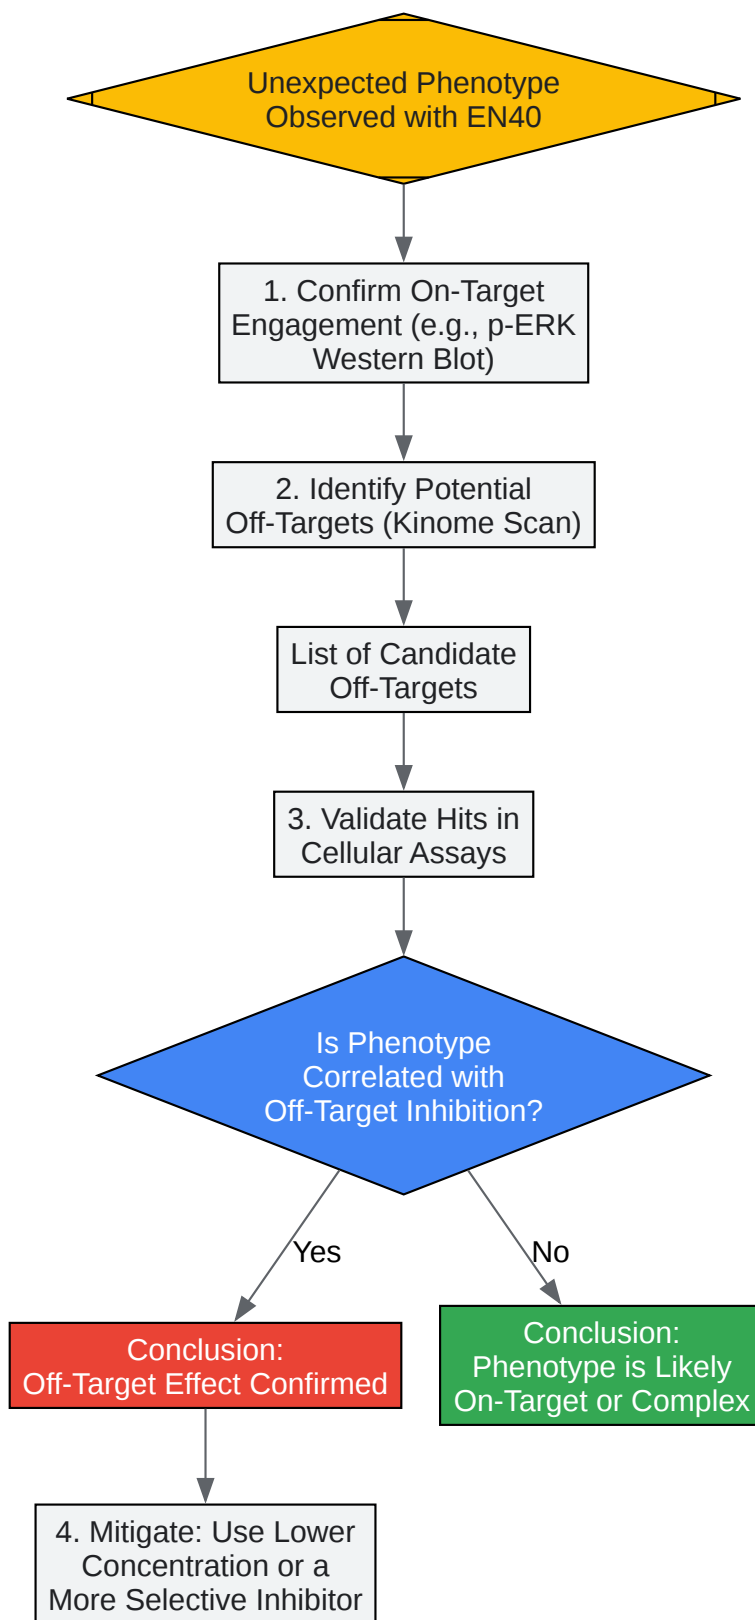 Unexpected Phenotype
Observed with EN40
1. Confirm On-Target
Engagement (e.g., p-ERK
Western Blot)
2. Identify Potential
Off-Targets (Kinome Scan)
List of Candidate
Off-Targets
3. Validate Hits in
Cellular Assays
Is Phenotype
Correlated with
Off-Target Inhibition?
Yes
No
Conclusion:
Off-Target Effect Confirmed
Conclusion:
Phenotype is Likely
On-Target or Complex
4. Mitigate: Use Lower
Concentration or a
More Selective Inhibitor